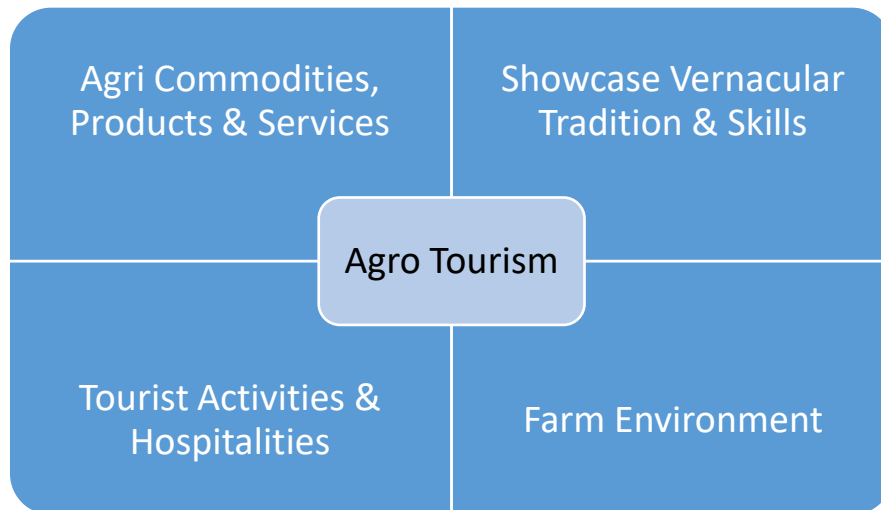 Agri Commodities,
Products & Services
Showcase Vernacular
Tradition & Skills
Agro Tourism
Tourist Activities &
Hospitalities
Farm Environment